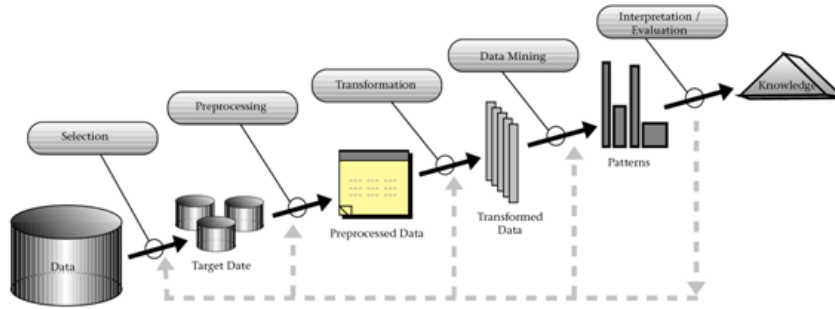 Interpretation /
Evaluation
Data Mining
Knowledge
Transformation
Preprocessing
Patterns
Selection
Transformed
Data
Preprocessed Data
Target Date
Data